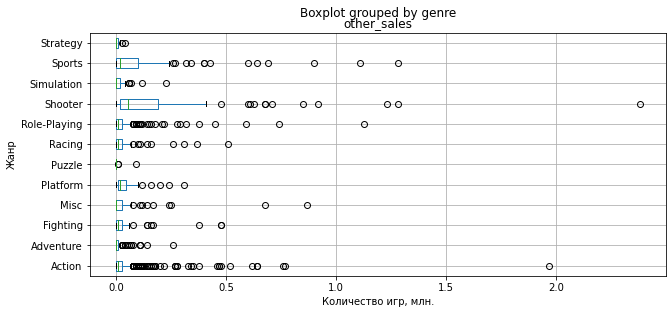 Boxplot grouped by genre
other_sales
Strategy
Sports
Simulation
Shooter
Role-Playing
Racing
Puzzle
Platform
Misc
Fighting
Adventure
Action
Жанр
0.0 0.5 1.0 1.5 2.0
Количество игр, млн.